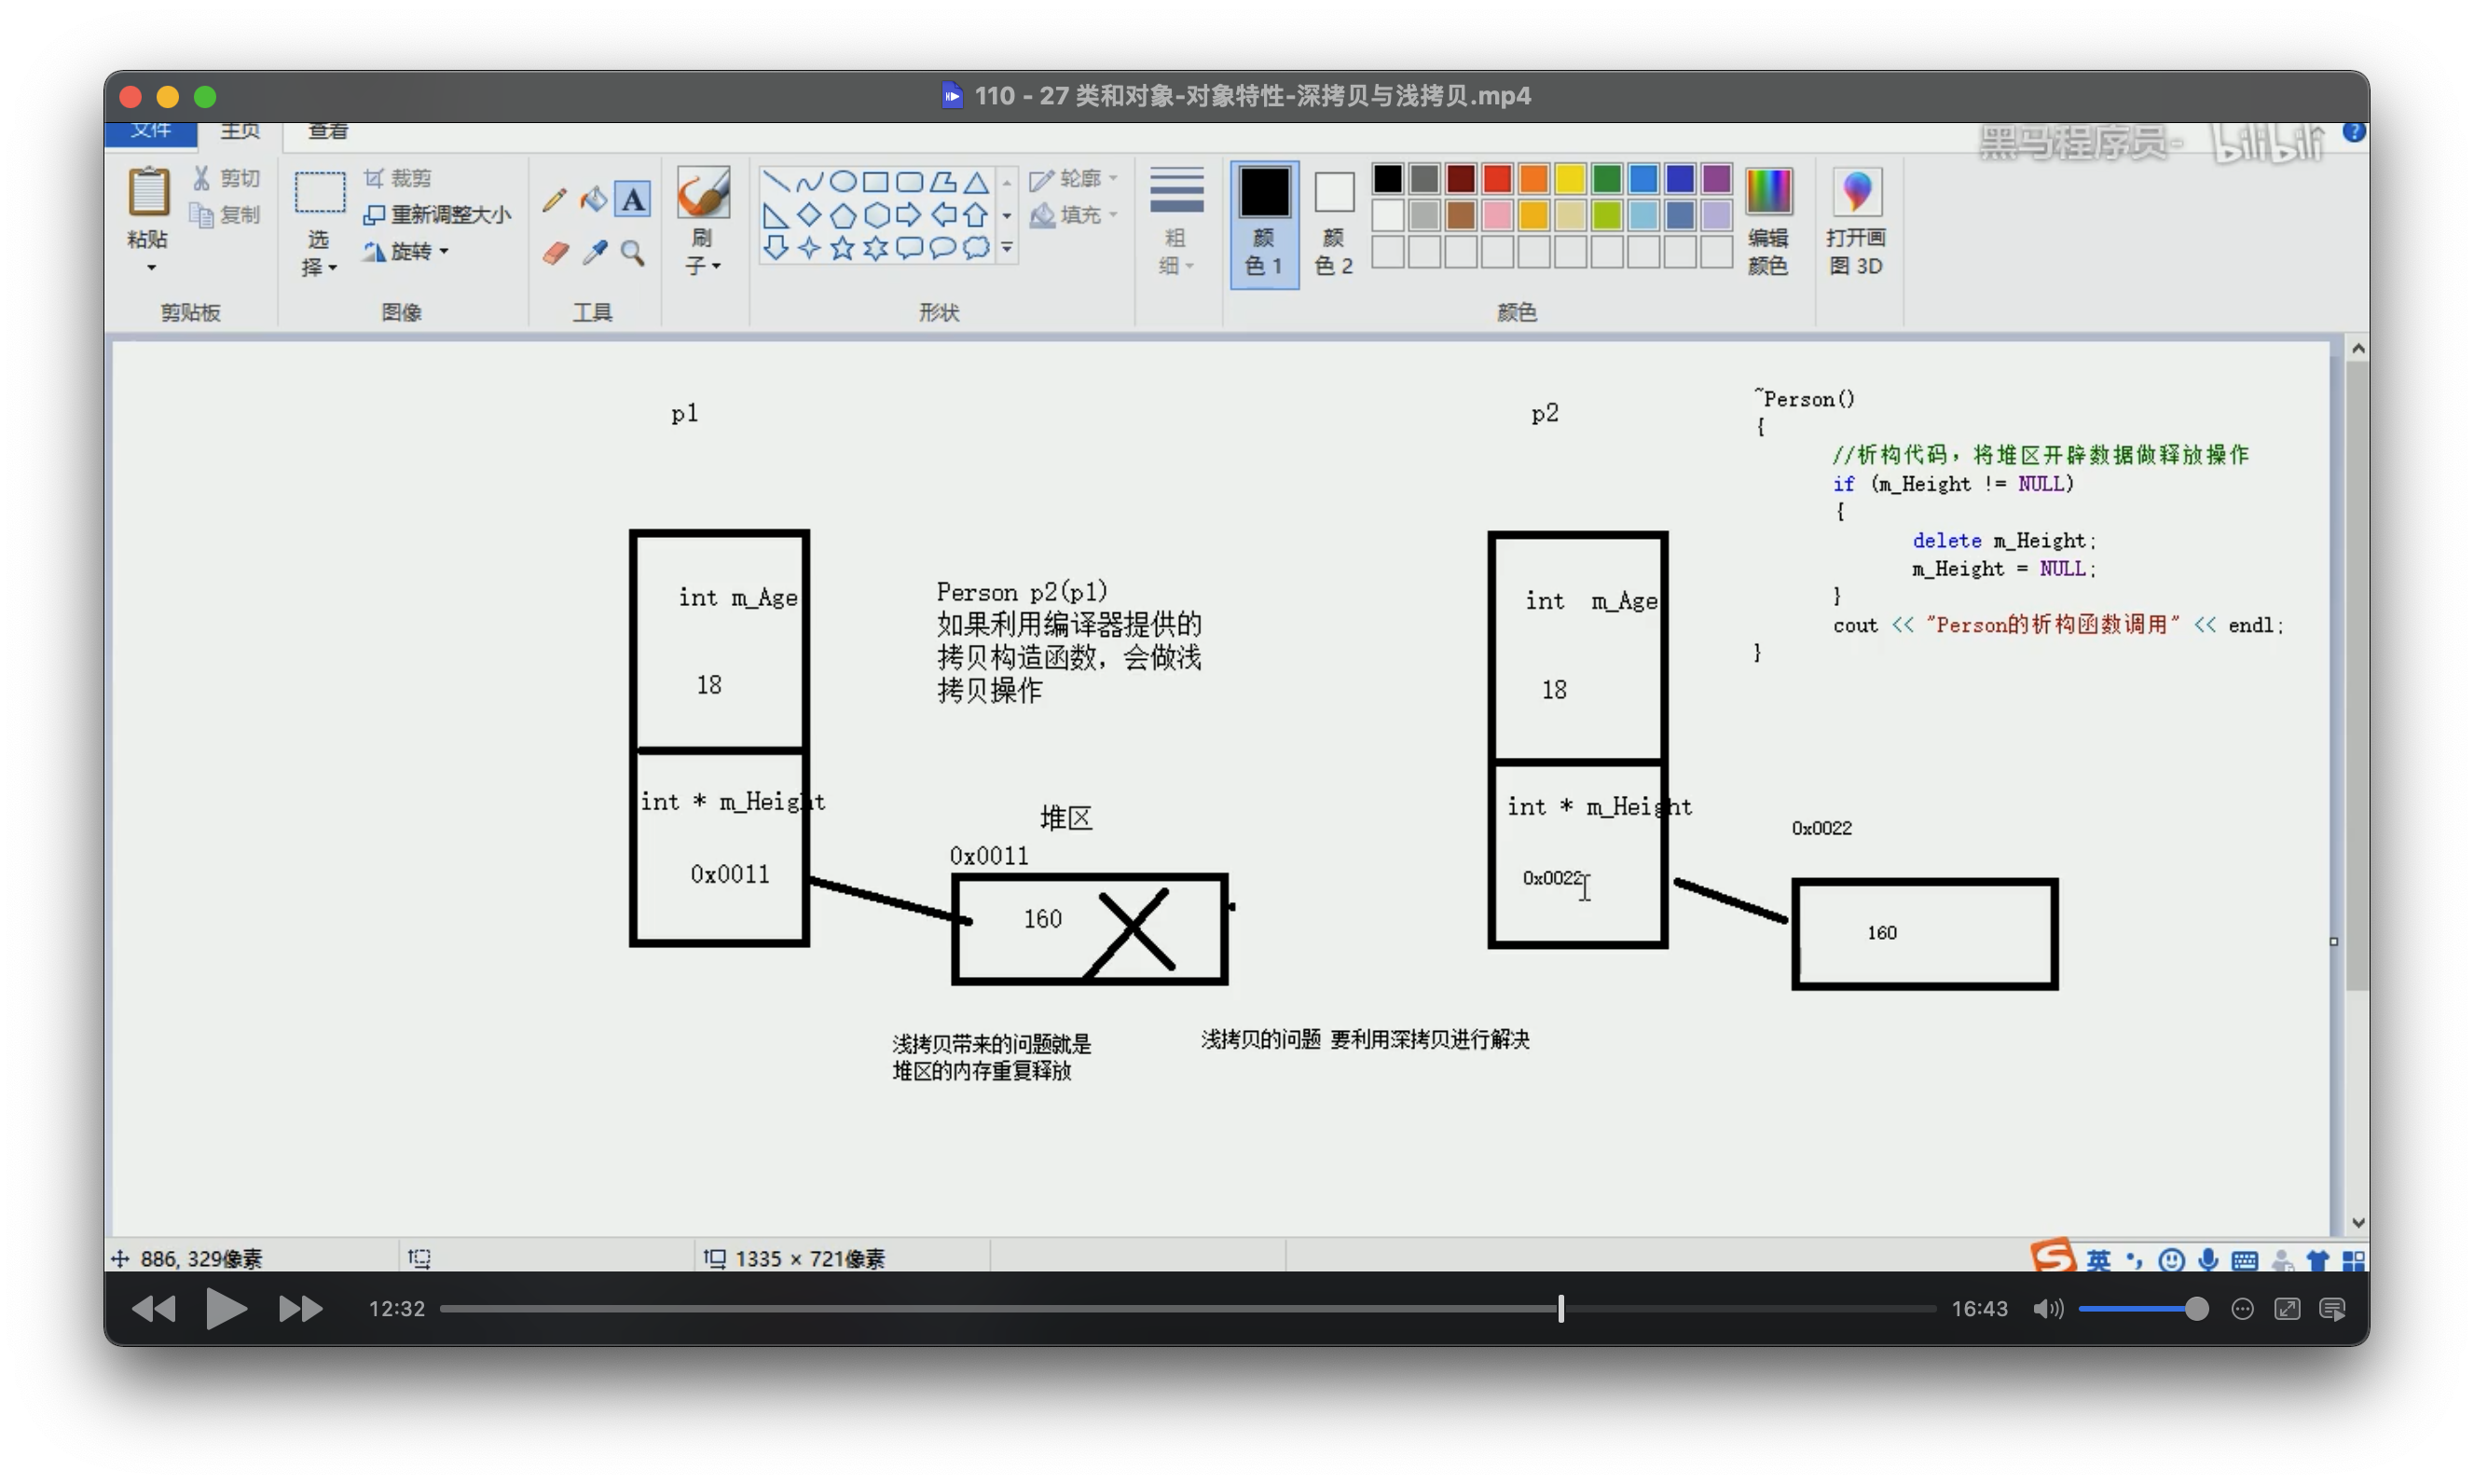 110 - 27 类和对象-对象特性-深拷贝与浅拷贝.mp4
文件 主页 查看
黑马程序员- bilibili
粘贴
剪切
复制
剪贴板
选择
裁剪
重新调整大小
旋转
图像
A
工具
刷子
形状
轮廓
填充
粗细
颜色 1
颜色 2
颜色
编辑颜色
打开画图 3D
p1
int m_Age
18
int * m_Height
0x0011
Person p2(p1)
如果利用编译器提供的
拷贝构造函数，会做浅
拷贝操作
堆区
0x0011
160
浅拷贝带来的问题就是
堆区的内存重复释放
浅拷贝的问题 要利用深拷贝进行解决
p2
int m_Age
18
int * m_Height
0x0022
0x0022
160
~Person()
{
//析构代码，将堆区开辟数据做释放操作
if (m_Height != NULL)
{
delete m_Height;
m_Height = NULL;
}
cout << "Person的析构函数调用" << endl;
}
886, 329像素
1335 × 721像素
英
12:32
16:43